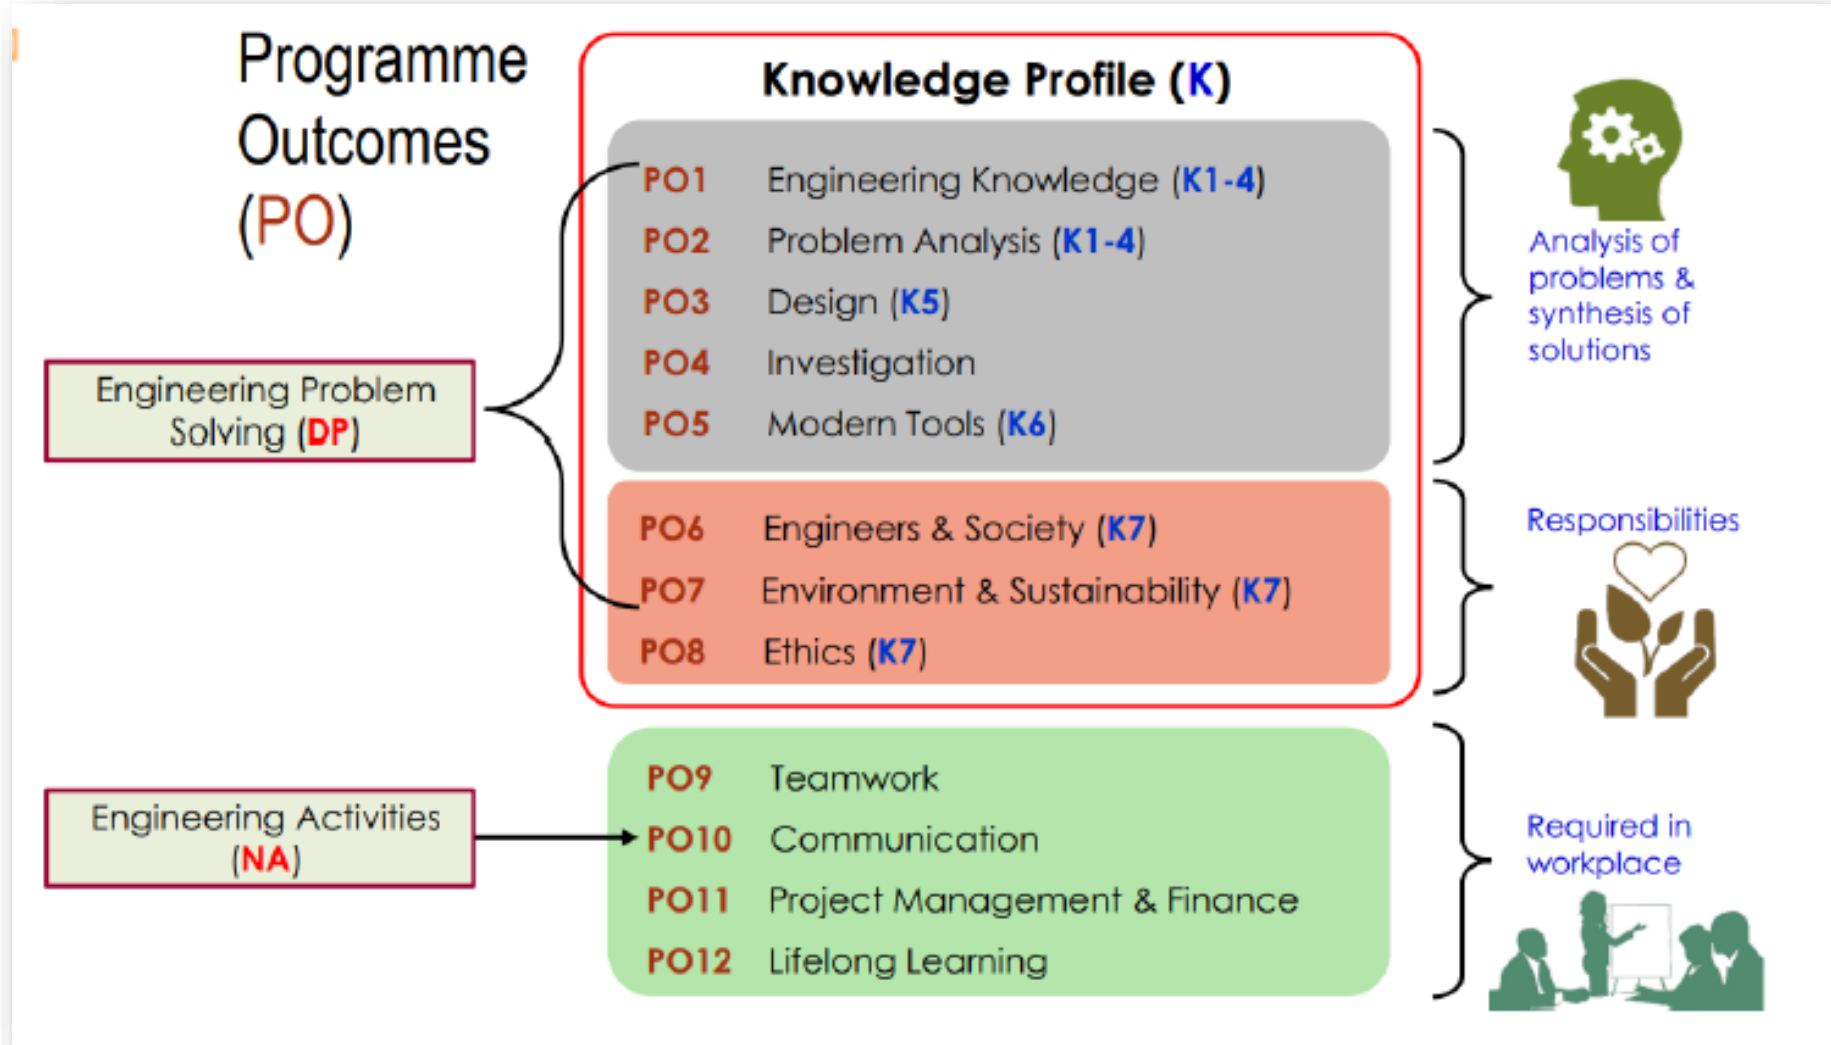 Programme
Outcomes
(PO)
Knowledge Profile (K)
PO1 Engineering Knowledge (K1-4)
PO2 Problem Analysis (K1-4)
PO3 Design (K5)
PO4 Investigation
PO5 Modern Tools (K6)
Analysis of
problems &
synthesis of
solutions
Engineering Problem
Solving (DP)
PO6 Engineers & Society (K7)
PO7 Environment & Sustainability (K7)
PO8 Ethics (K7)
Responsibilities
Engineering Activities
(NA)
PO9 Teamwork
PO10 Communication
PO11 Project Management & Finance
PO12 Lifelong Learning
Required in
workplace